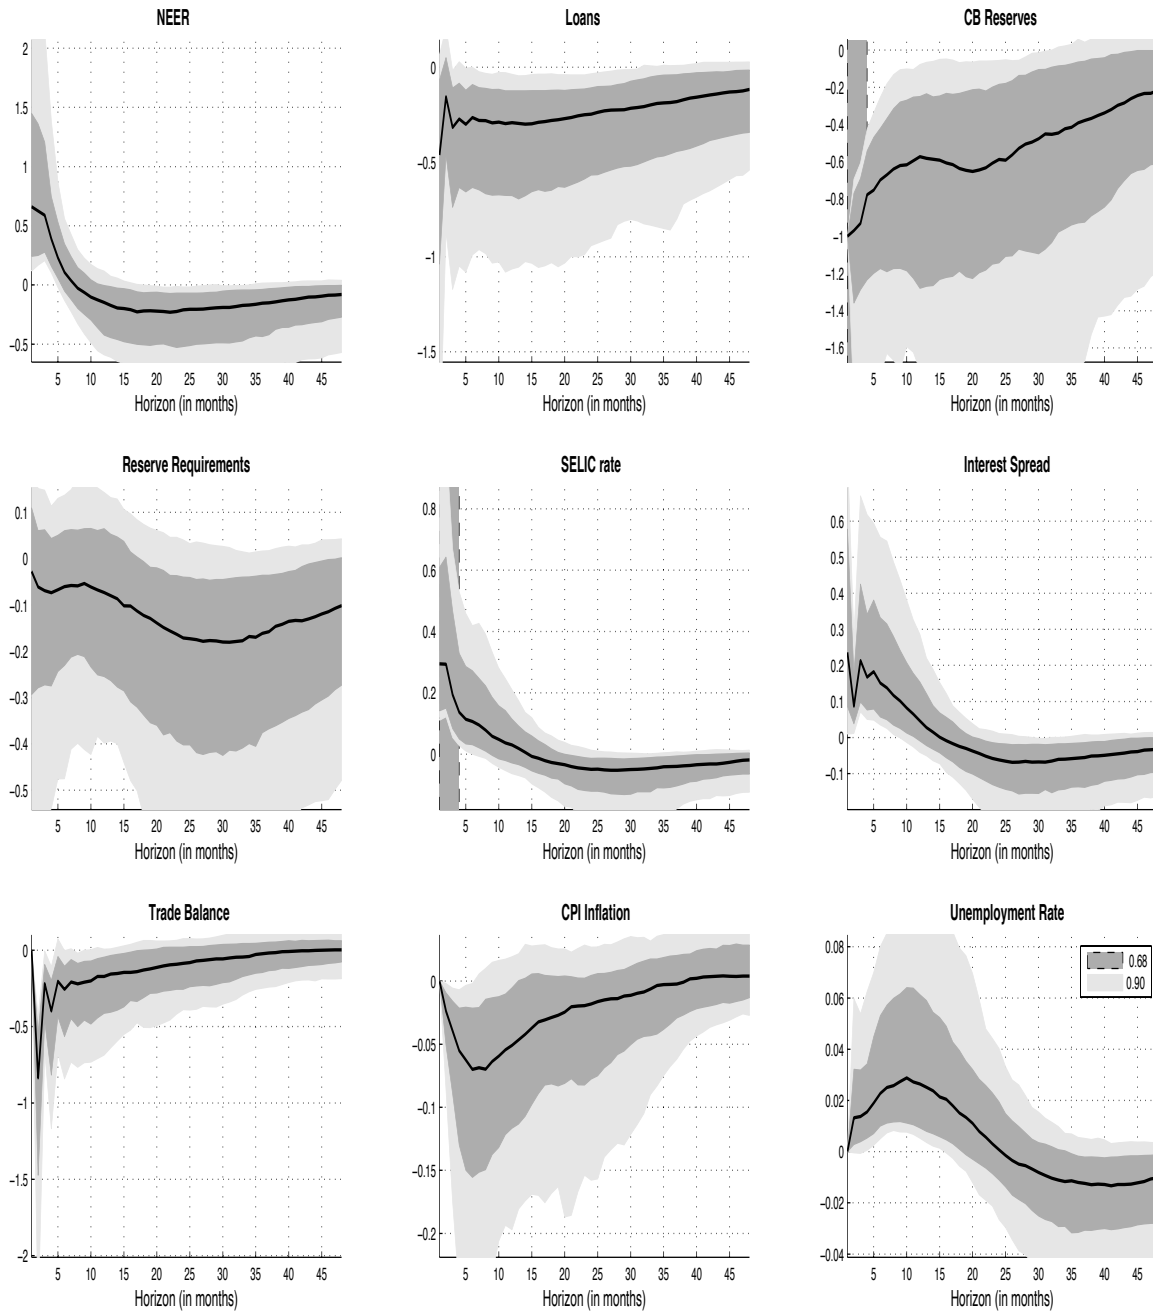 NEER
Loans
CB Reserves
2
1.5
1
0.5
0
−0.5
5 10 15 20 25 30 35 40 45
Horizon (in months)
0
−0.5
−1
−1.5
5 10 15 20 25 30 35 40 45
Horizon (in months)
0
−0.2
−0.4
−0.6
−0.8
−1
−1.2
−1.4
−1.6
5 10 15 20 25 30 35 40 45
Horizon (in months)
Reserve Requirements
SELIC rate
Interest Spread
0.1
0
−0.1
−0.2
−0.3
−0.4
−0.5
5 10 15 20 25 30 35 40 45
Horizon (in months)
0.8
0.6
0.4
0.2
0
5 10 15 20 25 30 35 40 45
Horizon (in months)
0.6
0.5
0.4
0.3
0.2
0.1
0
−0.1
5 10 15 20 25 30 35 40 45
Horizon (in months)
Trade Balance
CPI Inflation
Unemployment Rate
0
−0.5
−1
−1.5
−2
5 10 15 20 25 30 35 40 45
Horizon (in months)
0
−0.05
−0.1
−0.15
−0.2
5 10 15 20 25 30 35 40 45
Horizon (in months)
0.08
0.06
0.04
0.02
0
−0.02
−0.04
0.68
0.90
5 10 15 20 25 30 35 40 45
Horizon (in months)